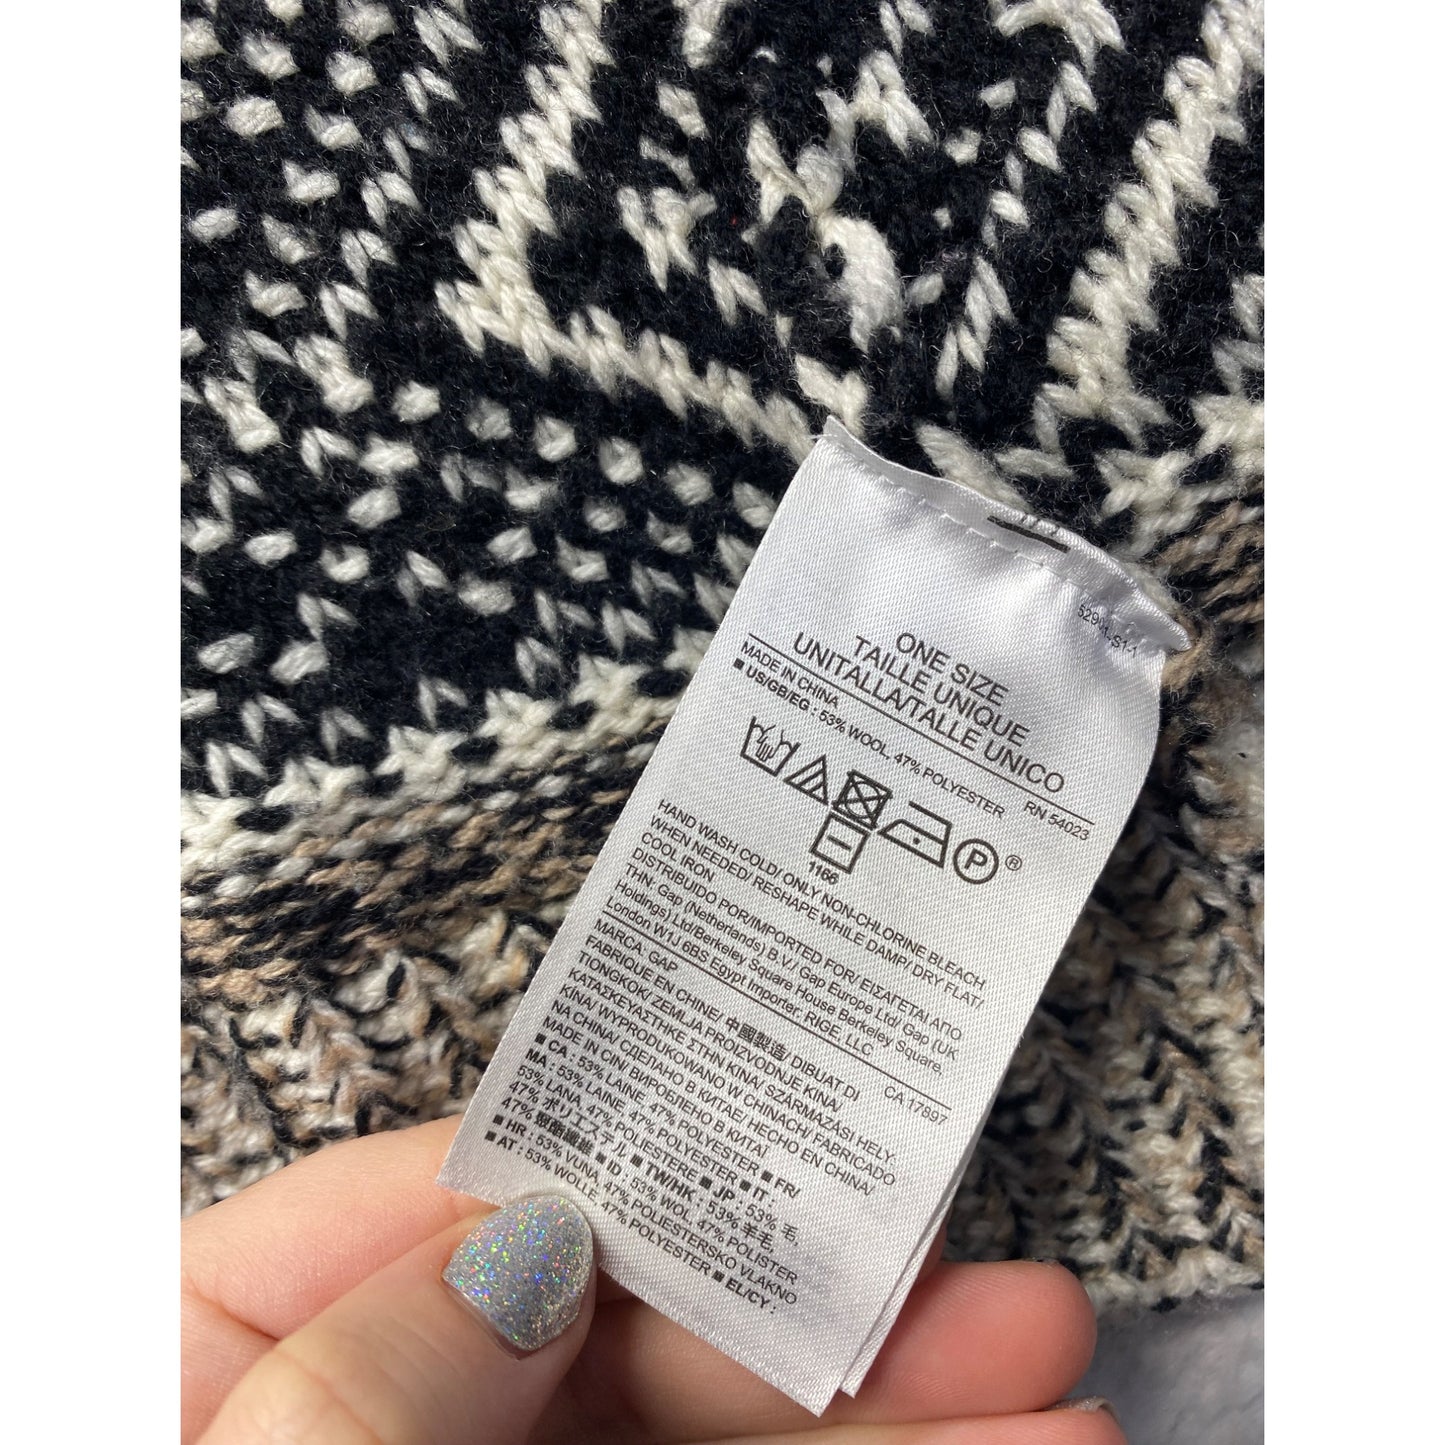 ONE SIZE
TAILLE UNIQUE
UNITALLA/TALLE UNICO
MADE IN CHINA RN 54023
■ US/GB/EG : 53% WOOL, 47% POLYESTER
P ®
1166
HAND WASH COLD/ ONLY NON-CHLORINE BLEACH
WHEN NEEDED/ RESHAPE WHILE DAMP/ DRY FLAT/
COOL IRON
DISTRIBUIDO POR/IMPORTED FOR/ ΕΙΣΑΓΕΤΑΙ ΑΠΟ
THN: Gap (Netherlands) B.V./ Gap Europe Ltd/ Gap (UK
Holdings) Ltd/Berkeley Square House Berkeley Square,
London W1J 6BS Egypt Importer. RIGE, LLC
MARCA: GAP CA 17897
FABRIQUE EN CHINE/ 中國製造/ DIBUAT DI
TIONGKOK/ ZEMLJA PROIZVODNJE KINA/
ΚΑΤΑΣΚΕΥΑΣΤΗΚΕ ΣΤΗΝ ΚΙΝΑ/ SZÁRMAZÁSI HELY:
KÍNA/ WYPRODUKOWANO W CHINACH/ FABRICADO
NA CHINA/ СДЕЛАНО В КИТАЕ/ HECHO EN CHINA/
MADE IN CIN/ ВИРОБЛЕНО В КИТАЇ
■ CA : 53% LAINE, 47% POLYESTER ■ FR/
MA : 53% LAINE, 47% POLYESTER ■ IT :
53% LANA, 47% POLIESTERE ■ JP : 53% 毛,
47% ポリエステル ■ TW/HK : 53% 羊毛,
47% 聚酯纖維 ■ ID : 53% WOL, 47% POLISTER
■ HR : 53% VUNA, 47% POLIESTERSKO VLAKNO
■ AT : 53% WOLLE, 47% POLYESTER ■ EL/CY :